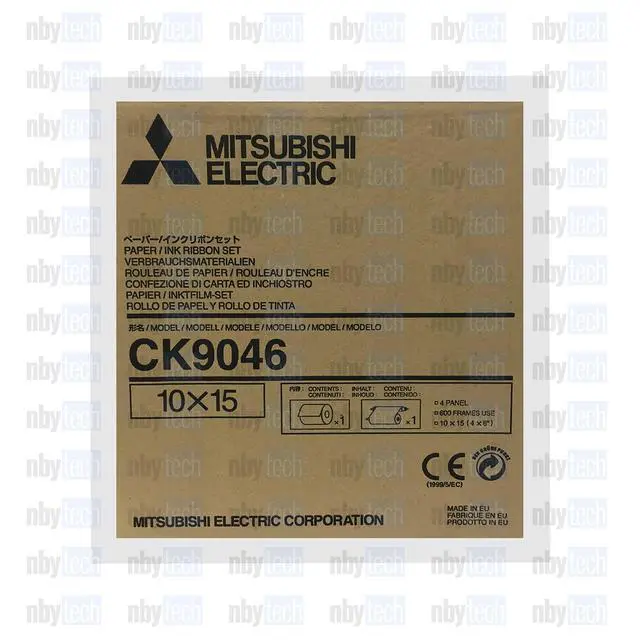 MITSUBISHI
ELECTRIC
ペーパー/インクリボンセット
PAPER / INK RIBBON SET
VERBRAUCHSMATERIALIEN
ROULEAU DE PAPIER / ROULEAU D'ENCRE
CONFEZIONE DI CARTA ED INCHIOSTRO
PAPIER / INKTFILM-SET
ROLLO DE PAPEL Y ROLLO DE TINTA
形名 / MODEL / MODELL / MODELE / MODELLO / MODEL / MODELO
CK9046
10×15
内容: CONTENTS: INHALT: CONTENU:
CONTENUTI: INHOUD CONTENIDO:
×1 ×1
4 PANEL
600 FRAMES USE
10 × 15 (4 × 6")
CE
(1999/5/EC)
DER GRÜNE PUNKT
MADE IN EU
FABRIQUE EN EU
PRODOTTO IN EU
MITSUBISHI ELECTRIC CORPORATION
nbytech